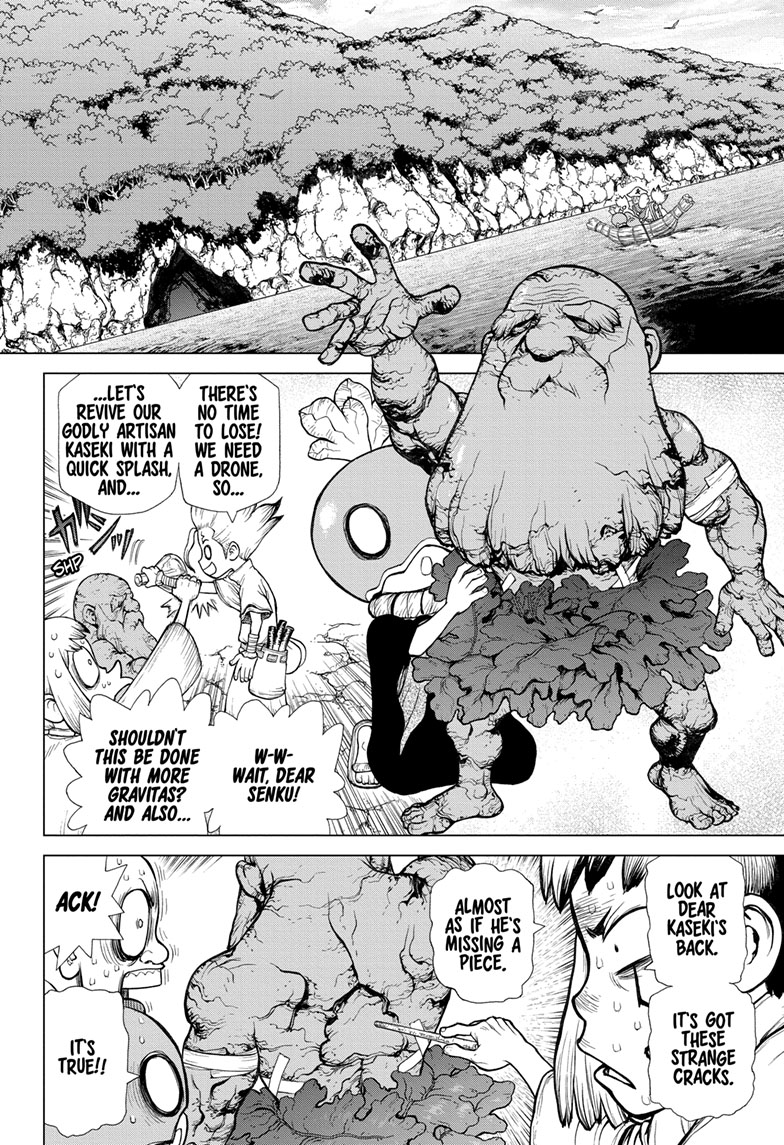 THERE'S
NO TIME
TO LOSE!
WE NEED
A DRONE,
SO...
...LET'S
REVIVE OUR
GODLY ARTISAN
KASEKI WITH A
QUICK SPLASH,
AND...
SHP
W-W-
WAIT, DEAR
SENKU!
SHOULDN'T
THIS BE DONE
WITH MORE
GRAVITAS?
AND ALSO...
LOOK AT
DEAR
KASEKI'S
BACK.
IT'S GOT
THESE
STRANGE
CRACKS.
ALMOST
AS IF HE'S
MISSING A
PIECE.
ACK!
IT'S
TRUE!!